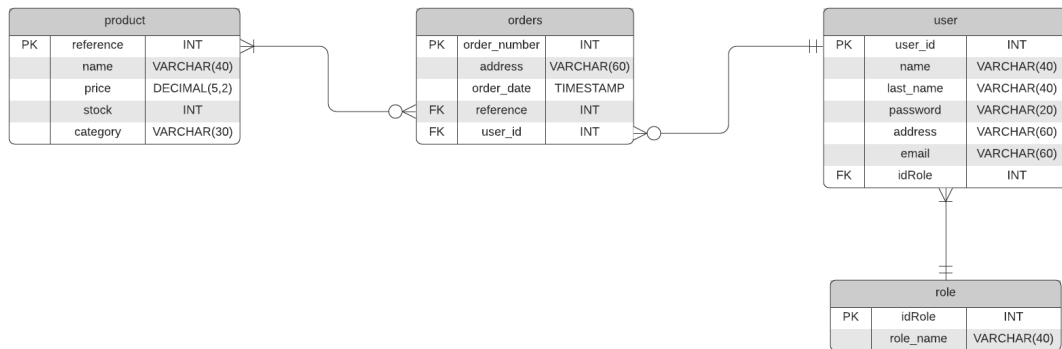 product
PK reference INT
name VARCHAR(40)
price DECIMAL(5,2)
stock INT
category VARCHAR(30)
orders
PK order_number INT
address VARCHAR(60)
order_date TIMESTAMP
FK reference INT
FK user_id INT
user
PK user_id INT
name VARCHAR(40)
last_name VARCHAR(40)
password VARCHAR(20)
address VARCHAR(60)
email VARCHAR(60)
FK idRole INT
role
PK idRole INT
role_name VARCHAR(40)